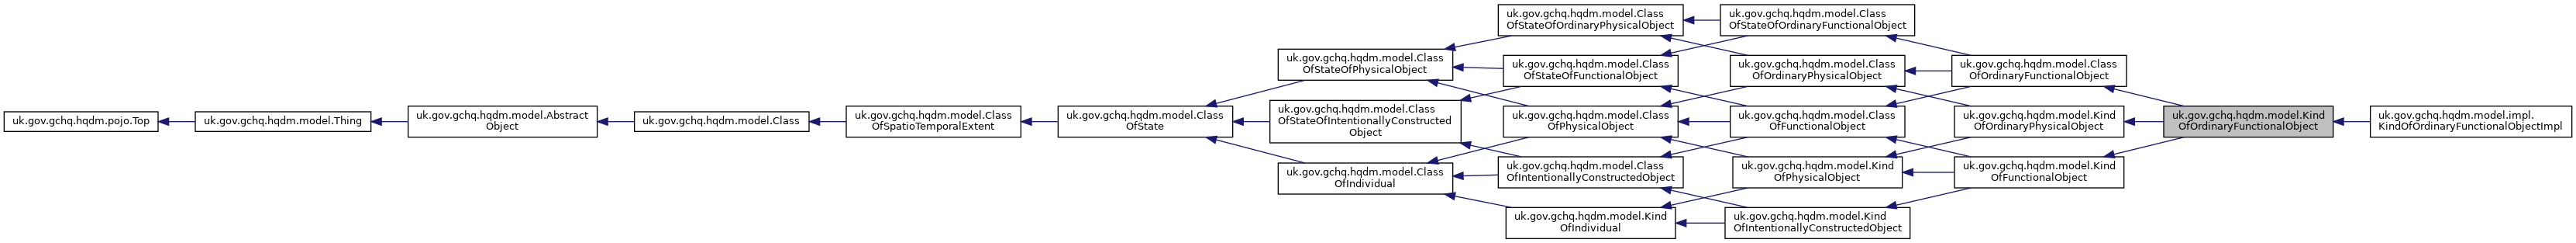 uk.gov.gchq.hqdm.pojo.Top
uk.gov.gchq.hqdm.model.Thing
uk.gov.gchq.hqdm.model.Abstract
Object
uk.gov.gchq.hqdm.model.Class
uk.gov.gchq.hqdm.model.Class
OfSpatioTemporalExtent
uk.gov.gchq.hqdm.model.Class
OfState
uk.gov.gchq.hqdm.model.Class
OfStateOfPhysicalObject
uk.gov.gchq.hqdm.model.Class
OfStateOfIntentionallyConstructed
Object
uk.gov.gchq.hqdm.model.Class
OfIndividual
uk.gov.gchq.hqdm.model.Class
OfStateOfOrdinaryPhysicalObject
uk.gov.gchq.hqdm.model.Class
OfStateOfFunctionalObject
uk.gov.gchq.hqdm.model.Class
OfPhysicalObject
uk.gov.gchq.hqdm.model.Class
OfIntentionallyConstructedObject
uk.gov.gchq.hqdm.model.Kind
OfIndividual
uk.gov.gchq.hqdm.model.Class
OfStateOfOrdinaryFunctionalObject
uk.gov.gchq.hqdm.model.Class
OfOrdinaryPhysicalObject
uk.gov.gchq.hqdm.model.Class
OfFunctionalObject
uk.gov.gchq.hqdm.model.Kind
OfPhysicalObject
uk.gov.gchq.hqdm.model.Kind
OfIntentionallyConstructedObject
uk.gov.gchq.hqdm.model.Class
OfOrdinaryFunctionalObject
uk.gov.gchq.hqdm.model.Kind
OfOrdinaryPhysicalObject
uk.gov.gchq.hqdm.model.Kind
OfFunctionalObject
uk.gov.gchq.hqdm.model.Kind
OfOrdinaryFunctionalObject
uk.gov.gchq.hqdm.model.impl.
KindOfOrdinaryFunctionalObjectImpl